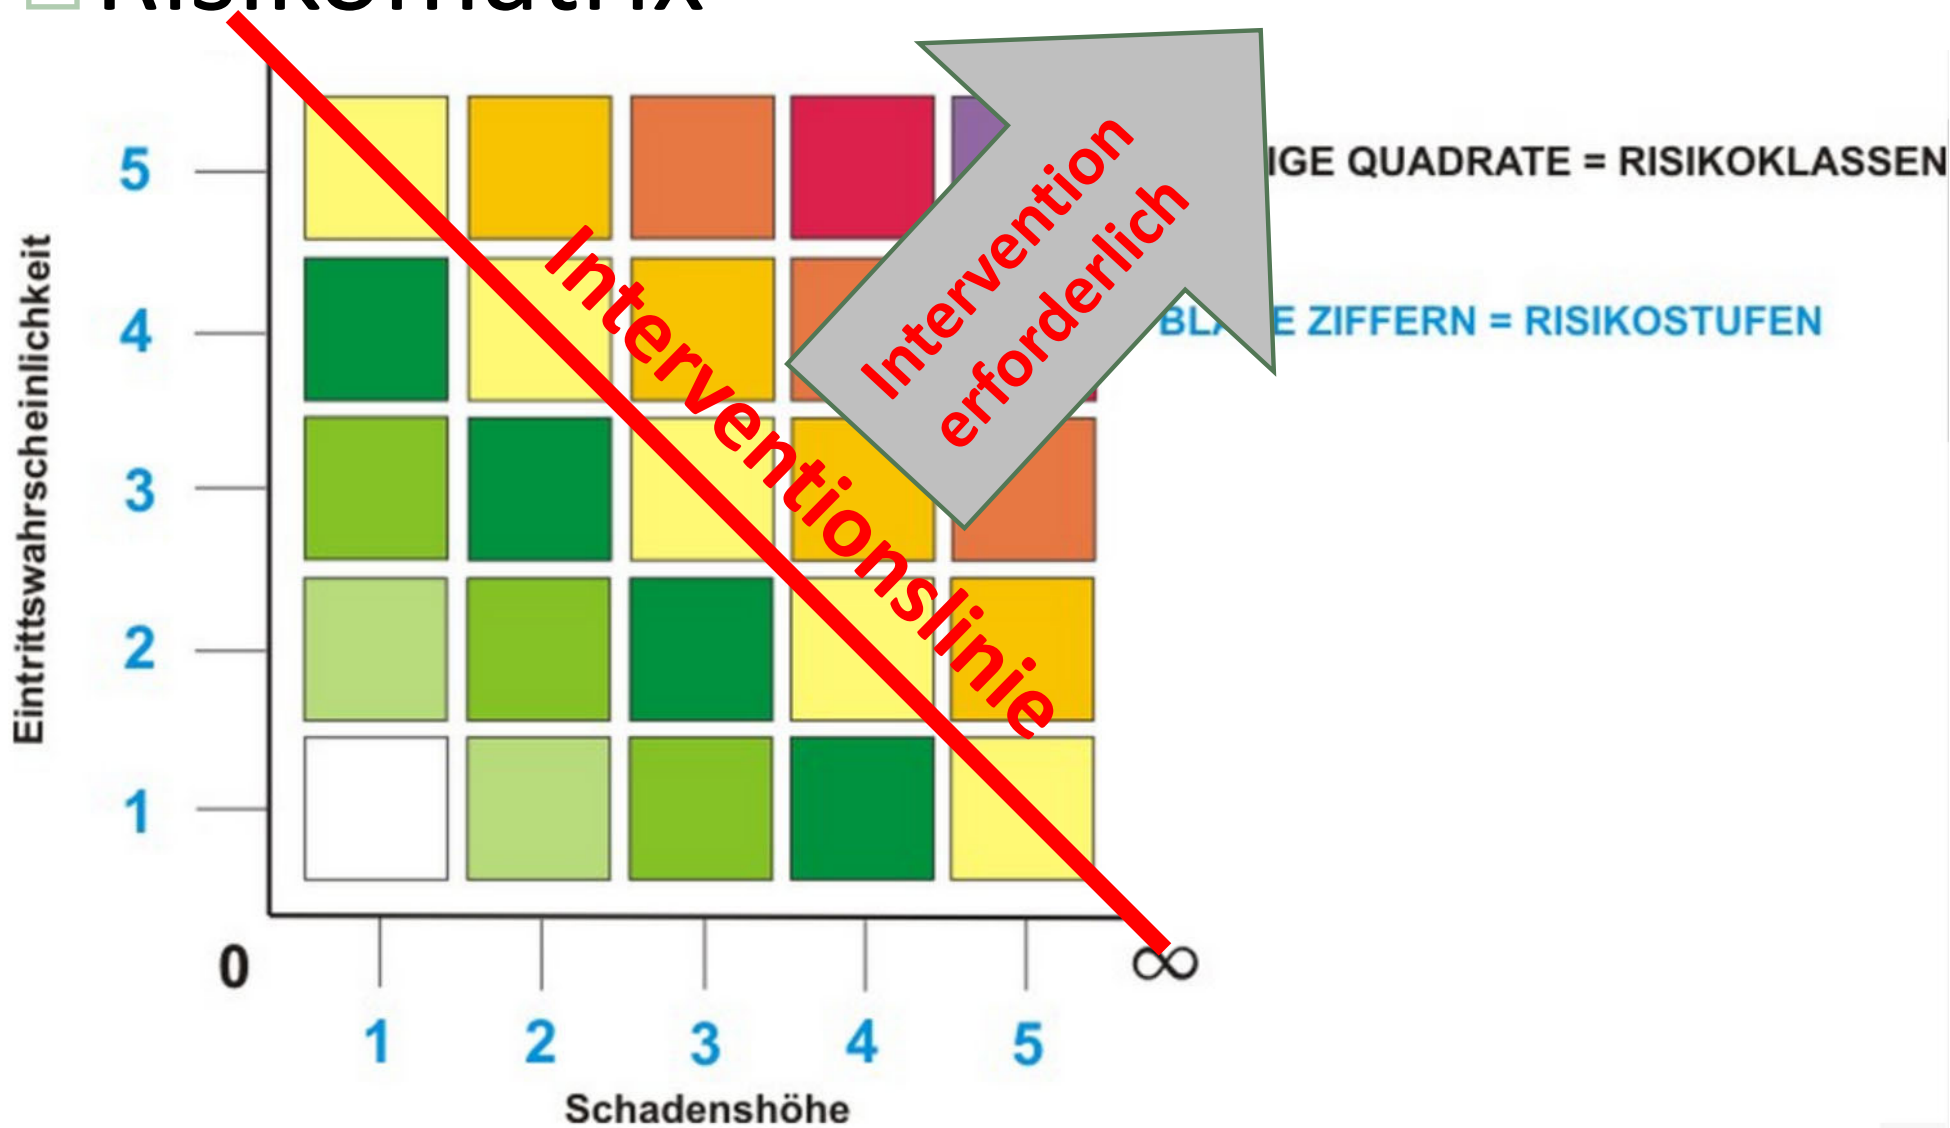 Risikomatrix
IGE QUADRATE = RISIKOKLASSEN
E ZIFFERN = RISIKOSTUFEN
Intervention
erforderlich
Interventionslinie
Eintrittswahrscheinlichkeit
5
4
3
2
1
0
∞
1 2 3 4 5
Schadenshöhe